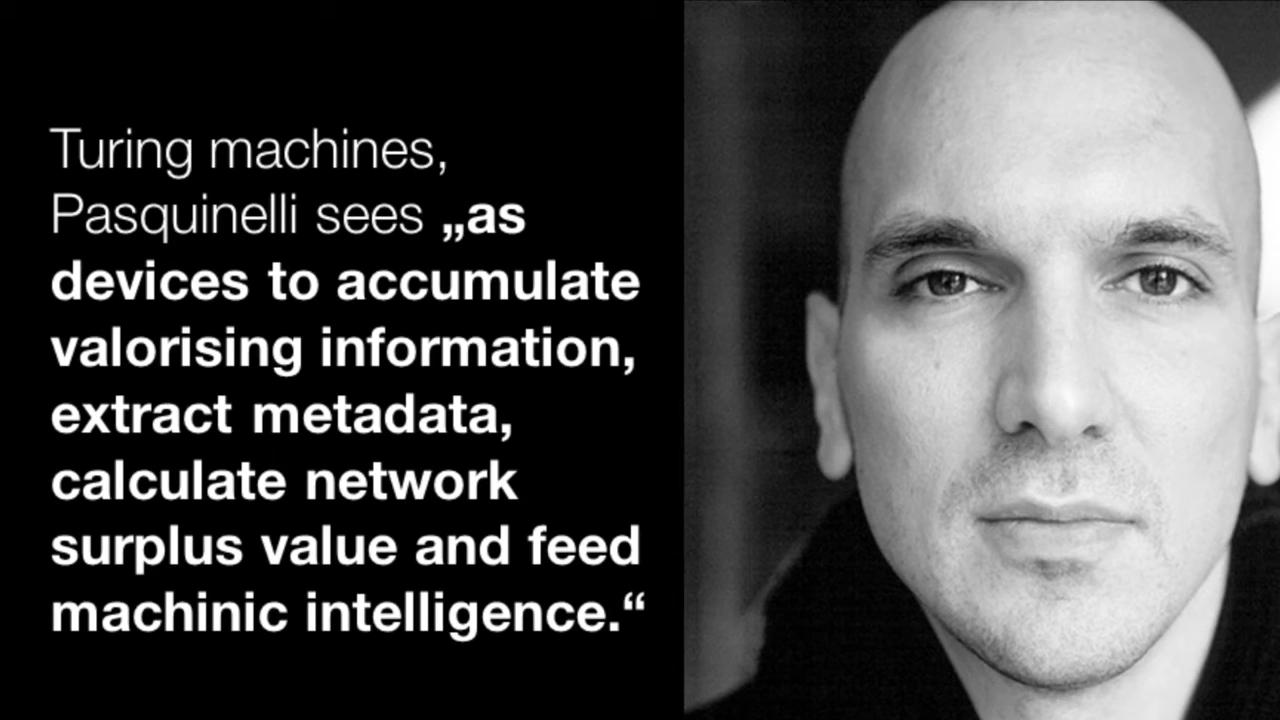 Turing machines,
Pasquinelli sees „as
devices to accumulate
valorising information,
extract metadata,
calculate network
surplus value and feed
machinic intelligence.“